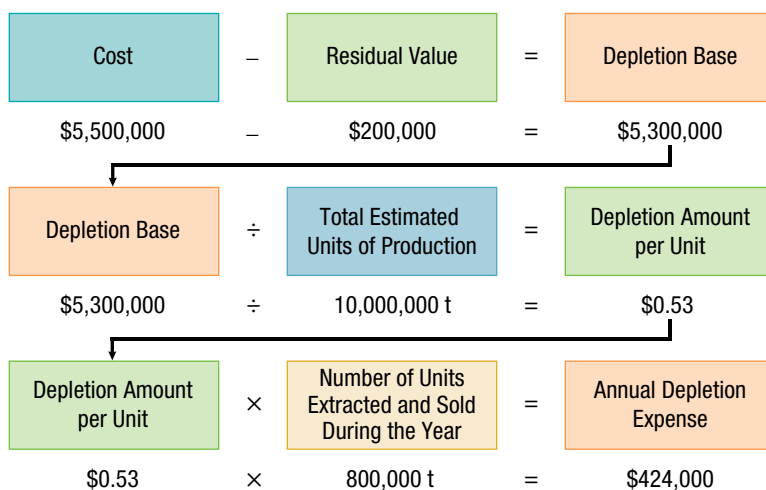 Cost – Residual Value = Depletion Base
$5,500,000 – $200,000 = $5,300,000
Depletion Base ÷ Total Estimated
Units of Production = Depletion Amount
per Unit
$5,300,000 ÷ 10,000,000 t = $0.53
Depletion Amount
per Unit × Number of Units
Extracted and Sold
During the Year = Annual Depletion
Expense
$0.53 × 800,000 t = $424,000